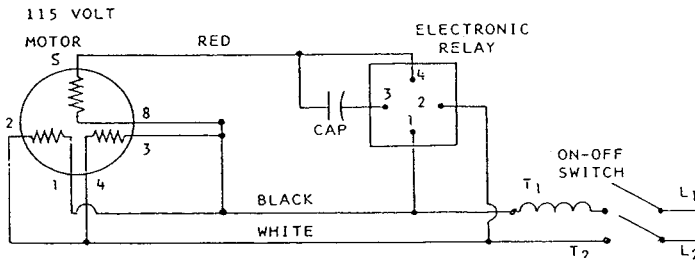 115 VOLT
MOTOR
S
RED
ELECTRONIC
RELAY
4
3
2
1
CAP
2
8
3
1
4
ON-OFF
SWITCH
T1
L1
BLACK
WHITE
T2
L2